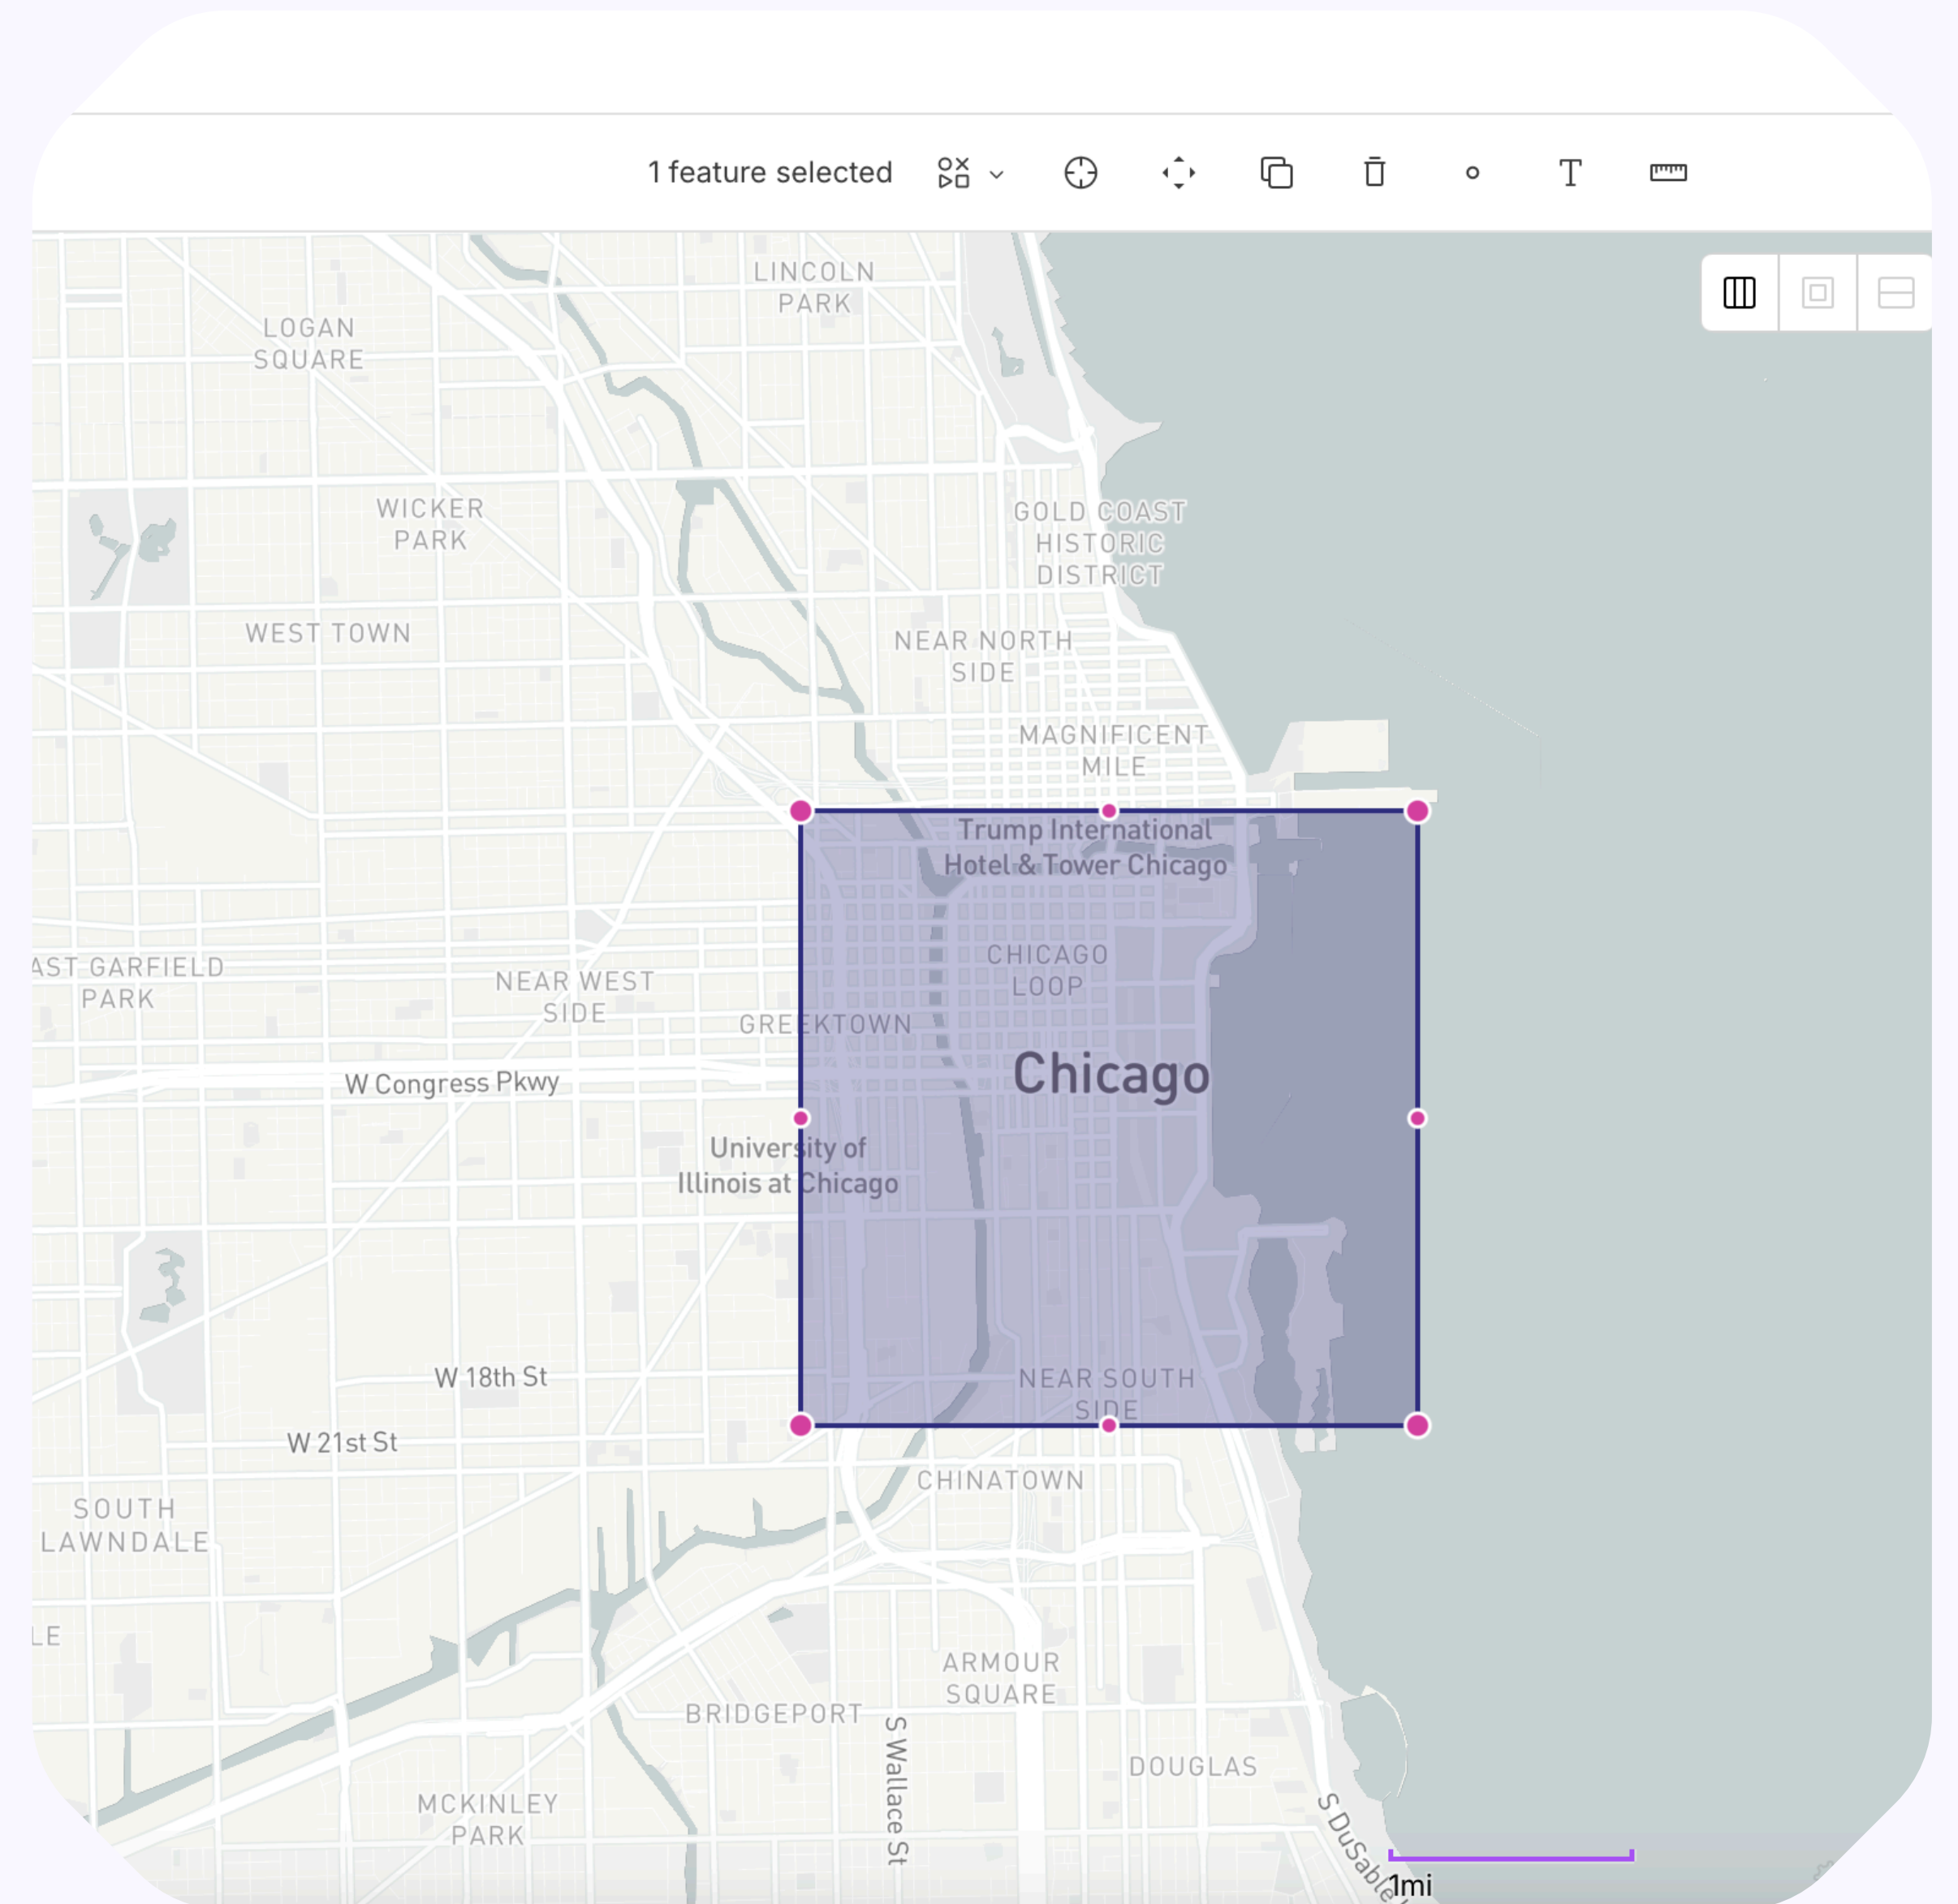 1 feature selected
T
LINCOLN
PARK
LOGAN
SQUARE
WICKER
PARK
GOLD COAST
HISTORIC
DISTRICT
WEST TOWN
NEAR NORTH
SIDE
MAGNIFICENT
MILE
Trump International
Hotel & Tower Chicago
CHICAGO
LOOP
AST GARFIELD
PARK
NEAR WEST
SIDE
GREEKTOWN
Chicago
W Congress Pkwy
University of
Illinois at Chicago
W 18th St
NEAR SOUTH
SIDE
W 21st St
CHINATOWN
SOUTH
LAWNDALE
LE
ARMOUR
SQUARE
BRIDGEPORT
S Wallace St
DOUGLAS
MCKINLEY
PARK
S DuSable
1mi